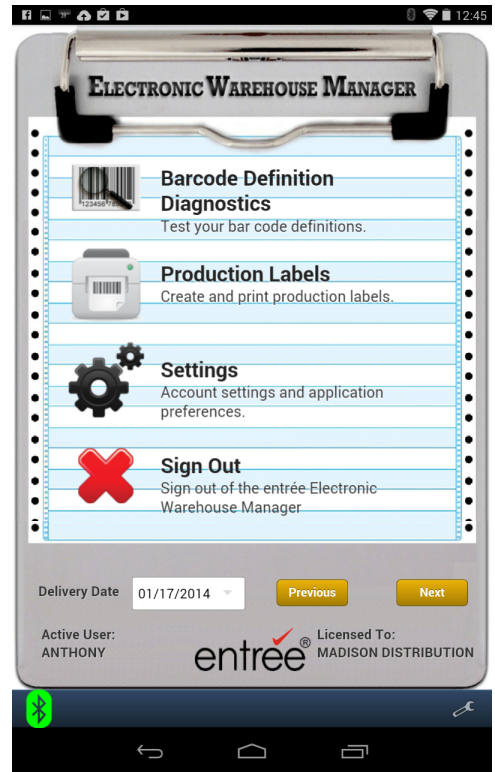 12:45
ELECTRONIC WAREHOUSE MANAGER
Barcode Definition
Diagnostics
Test your bar code definitions.
Production Labels
Create and print production labels.
Settings
Account settings and application
preferences.
Sign Out
Sign out of the entrée Electronic
Warehouse Manager
Delivery Date 01/17/2014 Previous Next
Active User:
ANTHONY
entrée®
Licensed To:
MADISON DISTRIBUTION